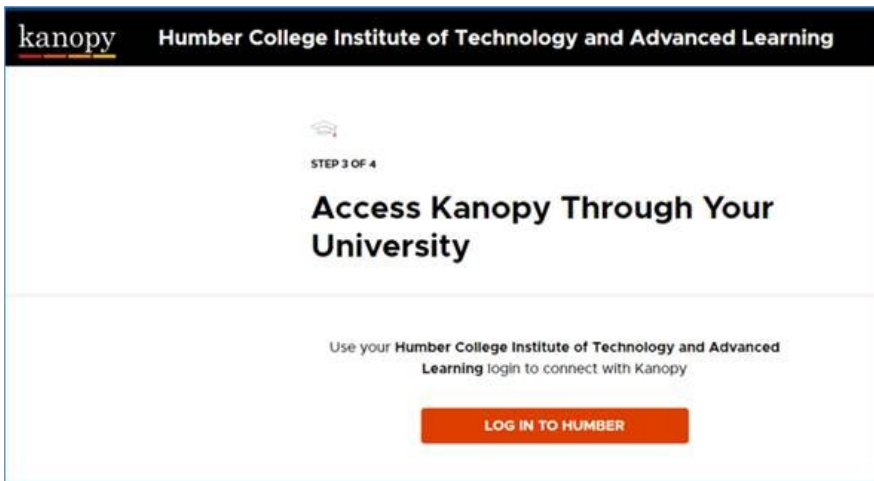 kanopy Humber College Institute of Technology and Advanced Learning
STEP 3 OF 4
Access Kanopy Through Your
University
Use your Humber College Institute of Technology and Advanced
Learning login to connect with Kanopy
LOG IN TO HUMBER